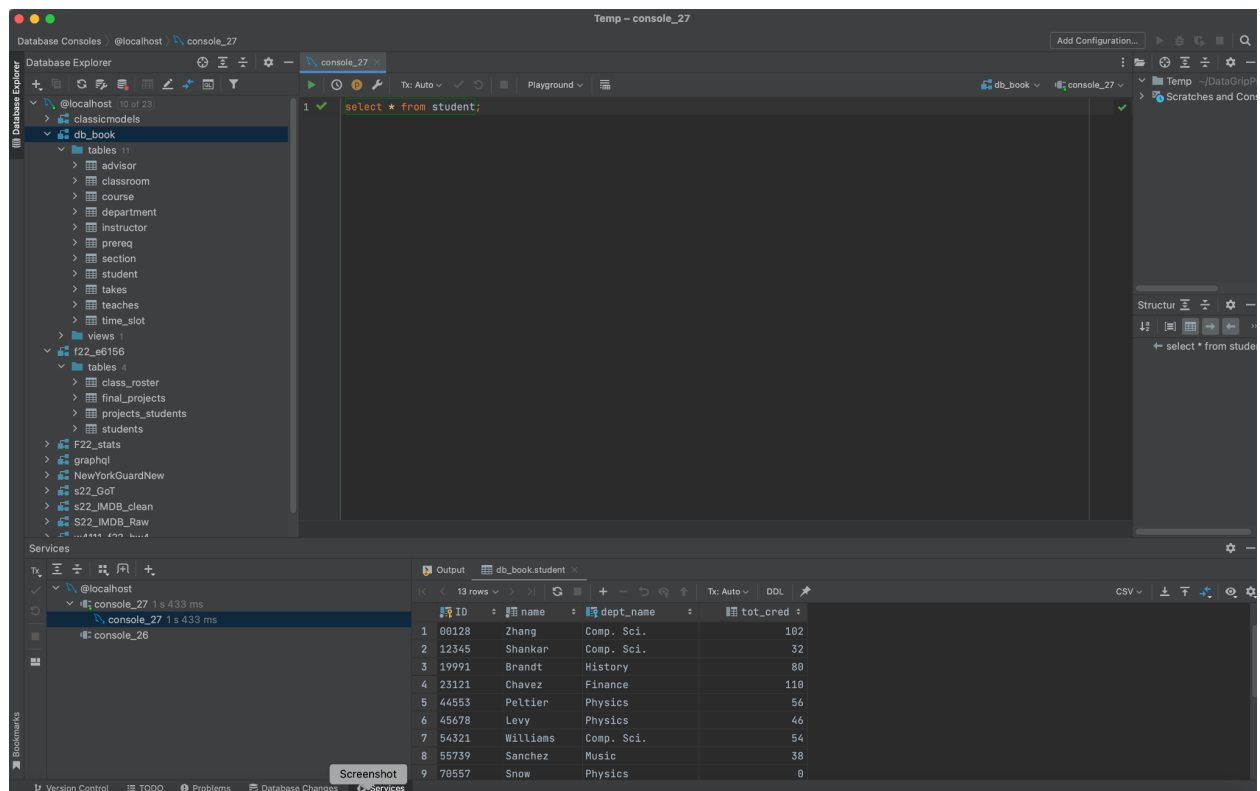 Temp – console_27
Database Consoles @localhost console_27
Add Configuration...
Database Explorer
Database Explorer
console_27
Tx: Auto
Playground
db_book
console_27
@localhost 10 of 23
classicmodels
db_book
tables 11
advisor
classroom
course
department
instructor
prereq
section
student
takes
teaches
time_slot
views 1
f22_e6156
tables 4
class_roster
final_projects
projects_students
students
F22_stats
graphql
NewYorkGuardNew
s22_GoT
s22_IMDB_clean
S22_IMDB_Raw
1 select * from student;
Temp ~/DataGripP
Scratches and Cons
Structur
select * from stude
Services
Tx
@localhost
console_27 1 s 433 ms
console_27 1 s 433 ms
console_26
Output db_book.student
13 rows Tx: Auto DDL CSV
ID name dept_name tot_cred
1 00128 Zhang Comp. Sci. 102
2 12345 Shankar Comp. Sci. 32
3 19991 Brandt History 80
4 23121 Chavez Finance 110
5 44553 Peltier Physics 56
6 45678 Levy Physics 46
7 54321 Williams Comp. Sci. 54
8 55739 Sanchez Music 38
9 70557 Snow Physics 0
Bookmarks
Screenshot
Version Control TODO Problems Database Changes Services